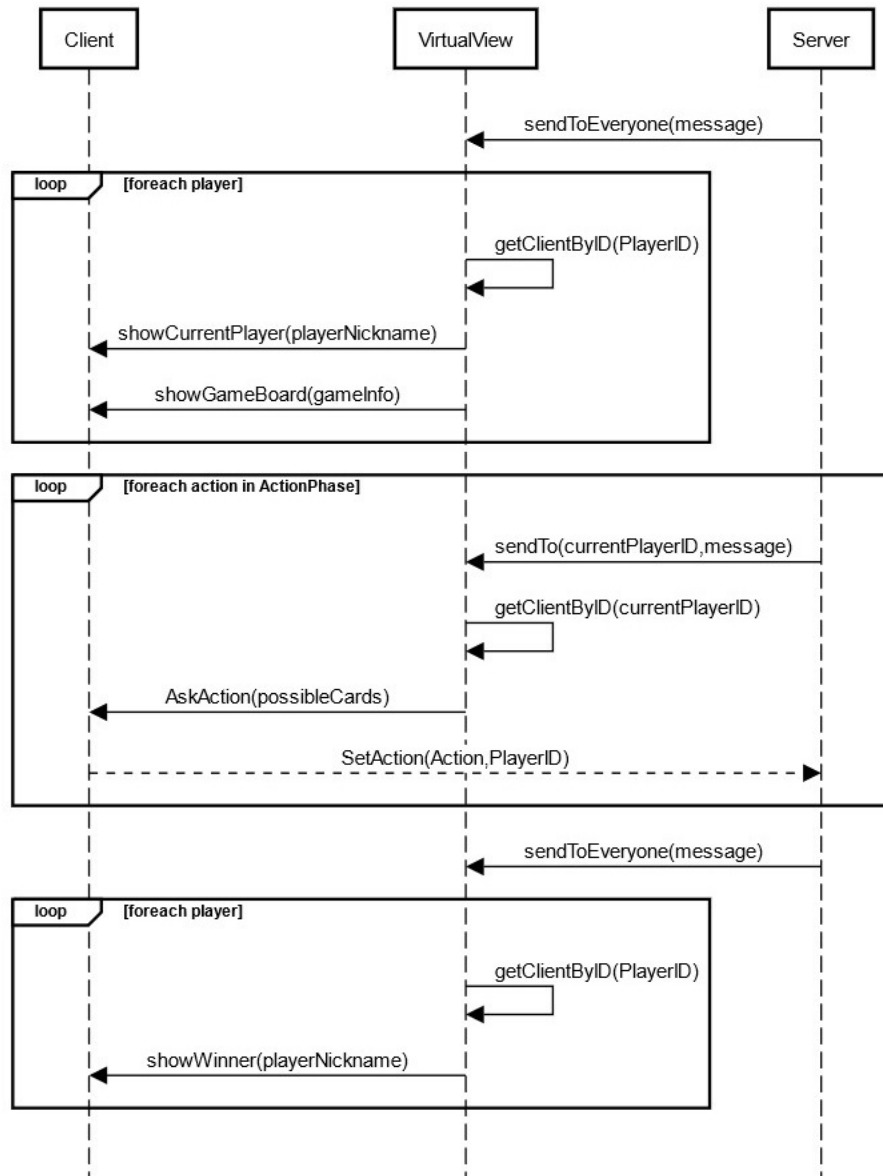 Client
VirtualView
Server
sendToEveryone(message)
loop
[foreach player]
getClientByID(PlayerID)
showCurrentPlayer(playerNickname)
showGameBoard(gameInfo)
loop
[foreach action in ActionPhase]
sendTo(currentPlayerID,message)
getClientByID(currentPlayerID)
AskAction(possibleCards)
SetAction(Action,PlayerID)
sendToEveryone(message)
loop
[foreach player]
getClientByID(PlayerID)
showWinner(playerNickname)